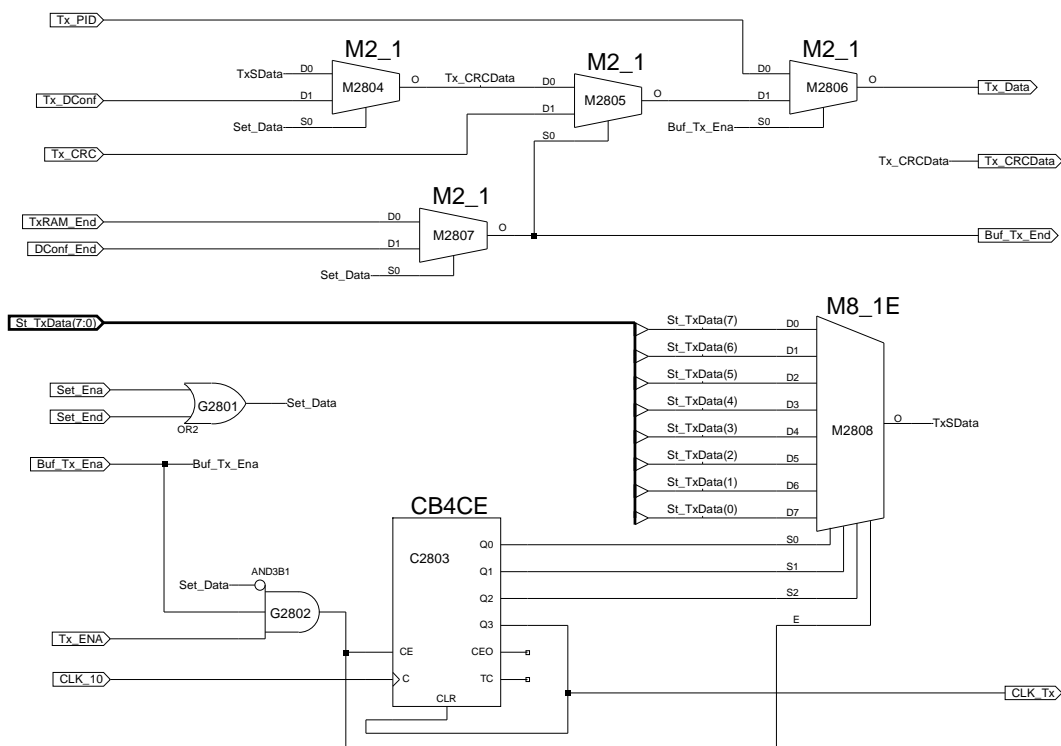 Tx_PID
M2_1
TxSData
D0
M2804
O
Tx_DConf
D1
Set_Data
S0
Tx_CRCData
M2_1
D0
M2805
O
D1
S0
Tx_CRC
M2_1
D0
M2806
O
Tx_Data
D1
Buf_Tx_Ena
S0
Tx_CRCData
Tx_CRCData
M2_1
TxRAM_End
D0
M2807
O
DConf_End
D1
Buf_Tx_End
Set_Data
S0
M8_1E
St_TxData(7:0)
St_TxData(7)
D0
St_TxData(6)
D1
St_TxData(5)
D2
St_TxData(4)
D3
St_TxData(3)
D4
St_TxData(2)
D5
St_TxData(1)
D6
St_TxData(0)
D7
M2808
O
TxSData
S0
S1
S2
E
Set_Ena
Set_End
G2801
OR2
Set_Data
Buf_Tx_Ena
Buf_Tx_Ena
AND3B1
Set_Data
G2802
Tx_ENA
CLK_10
CB4CE
C2803
Q0
Q1
Q2
Q3
CE
CEO
C
TC
CLR
CLK_Tx